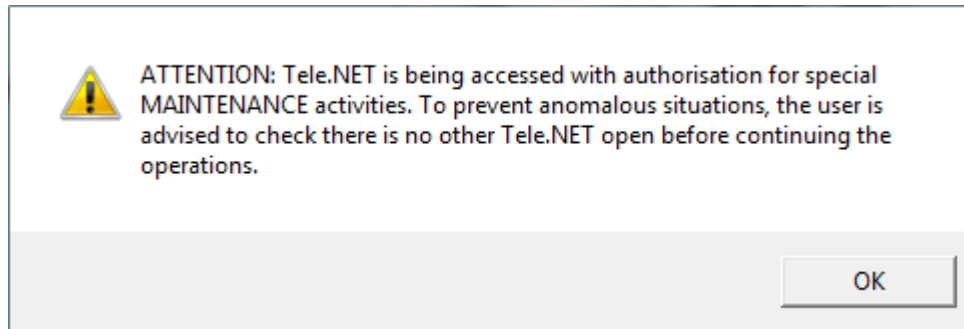 ATTENTION: Tele.NET is being accessed with authorisation for special
MAINTENANCE activities. To prevent anomalous situations, the user is
advised to check there is no other Tele.NET open before continuing the
operations.
OK